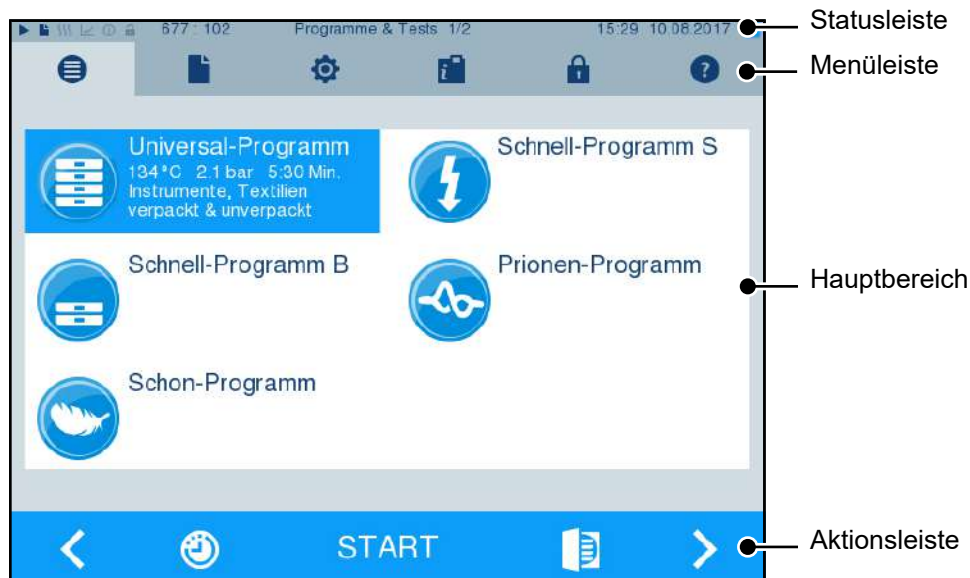 677 : 102 Programme & Tests 1/2 15:29 10.08.2017
Statusleiste
Menüleiste
Universal-Programm
134°C 2.1 bar 5:30 Min.
Instrumente, Textilien
verpackt & unverpackt
Schnell-Programm S
Schnell-Programm B
Prionen-Programm
Hauptbereich
Schon-Programm
START
Aktionsleiste